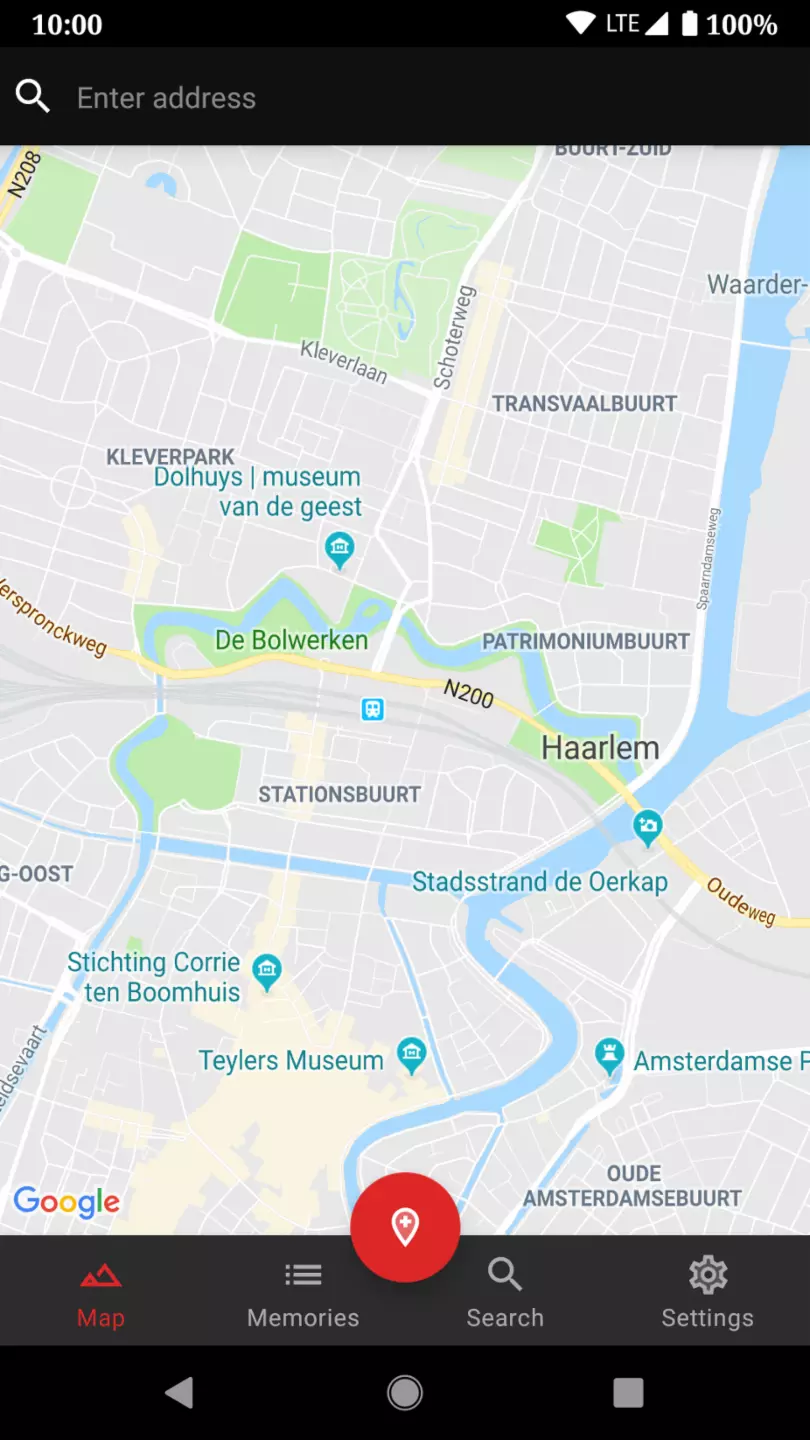 10:00
LTE
100%
Enter address
N208
BUURT-ZUID
Waarder-
Schoterweg
Kleverlaan
TRANSVAALBUURT
KLEVERPARK
Dolhuys | museum
van de geest
Spaarndamseweg
erspronckweg
De Bolwerken
PATRIMONIUMBUURT
N200
Haarlem
STATIONSBUURT
G-OOST
Stadsstrand de Oerkap
Oudeweg
Stichting Corrie
ten Boomhuis
eidsevaart
Teylers Museum
Amsterdamse P
OUDE
AMSTERDAMSEBUURT
Google
Map
Memories
Search
Settings